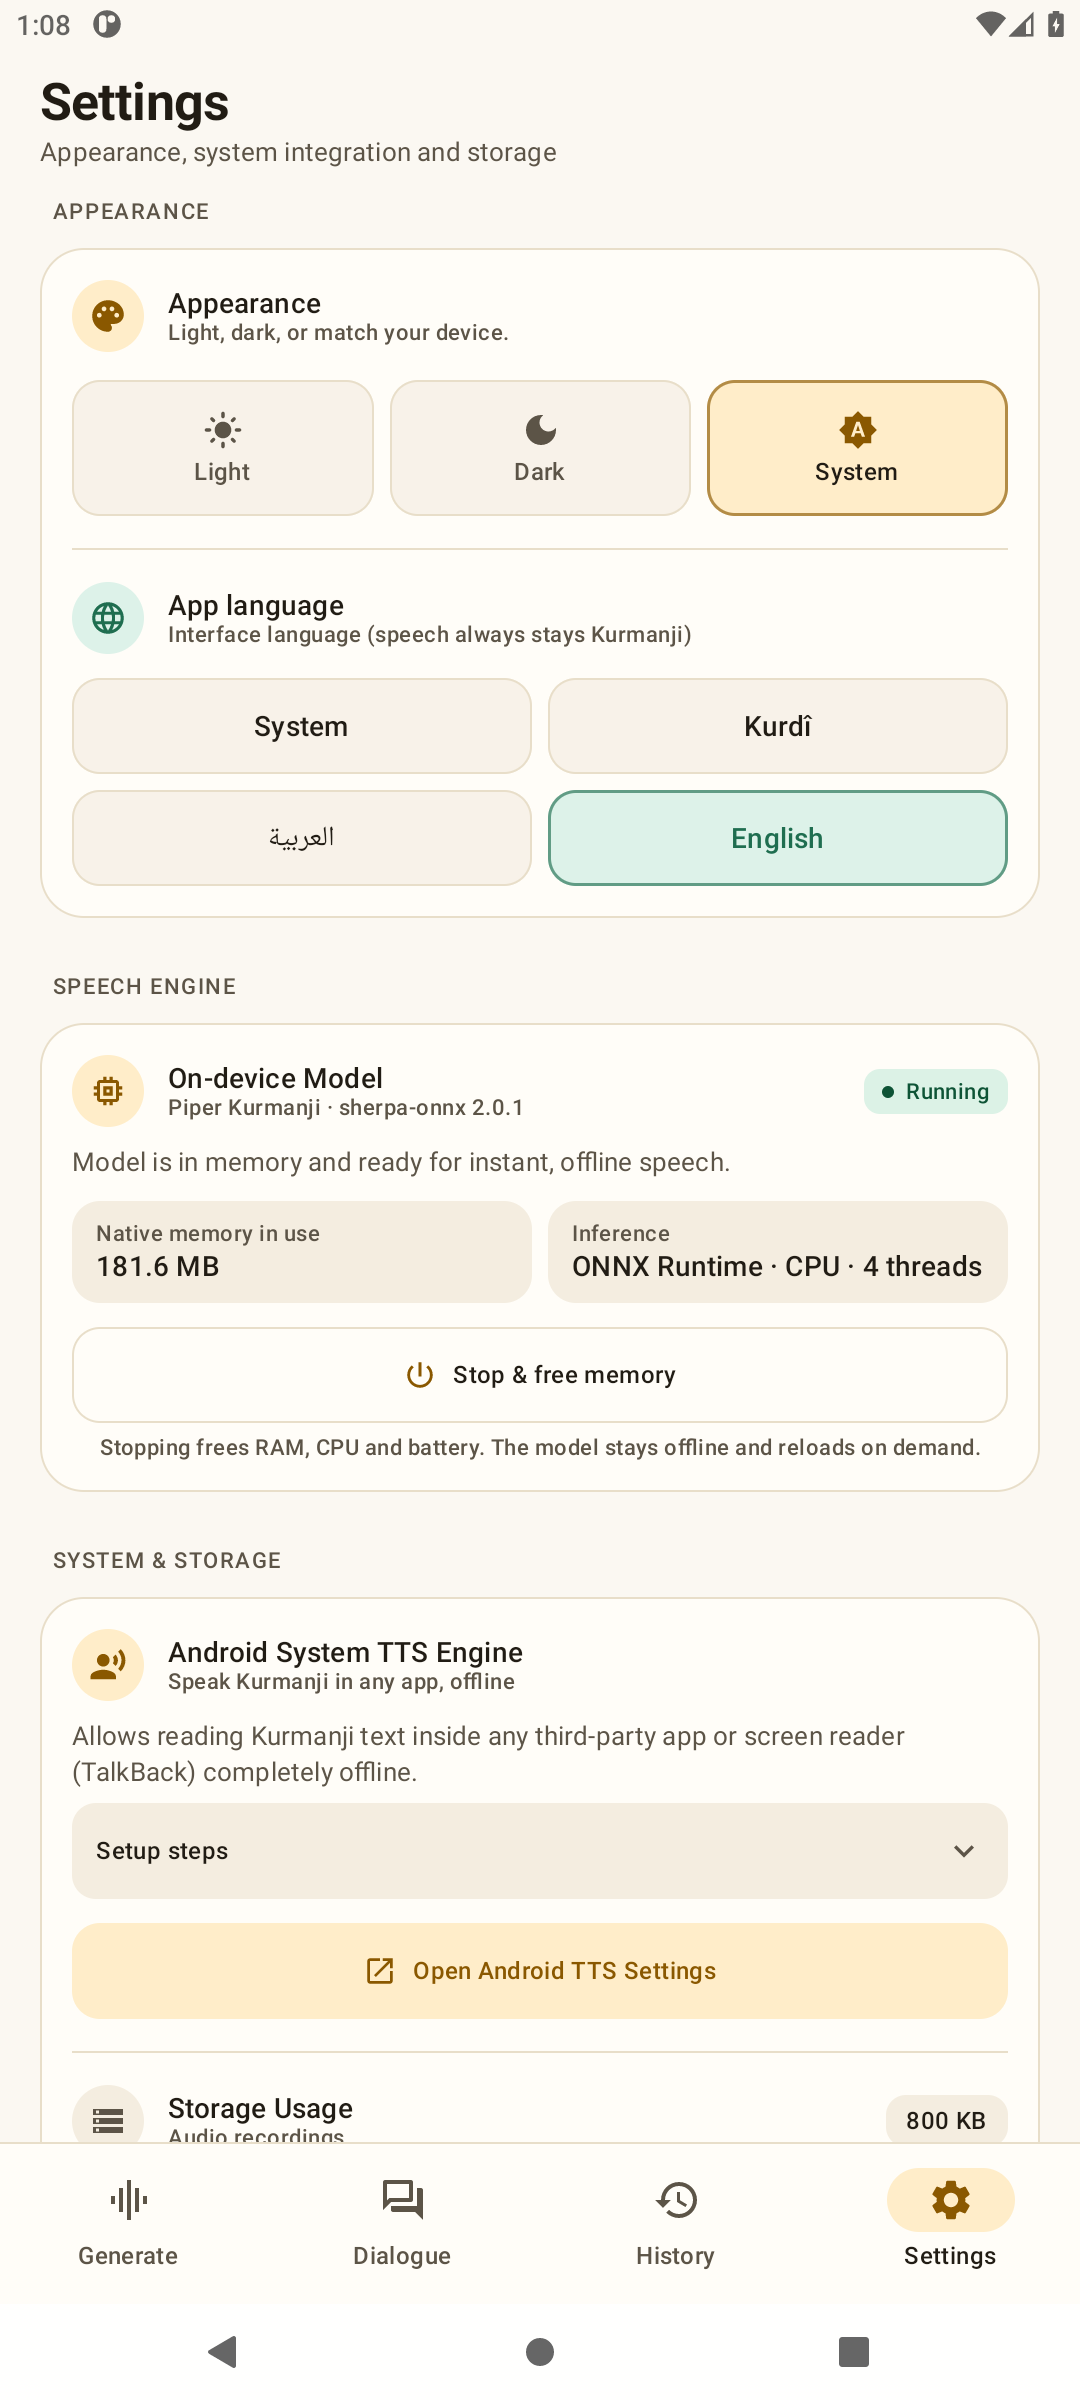 1:08
Settings
Appearance, system integration and storage
APPEARANCE
Appearance
Light, dark, or match your device.
Light
Dark
System
App language
Interface language (speech always stays Kurmanji)
System
Kurdî
العربية
English
SPEECH ENGINE
On-device Model
Piper Kurmanji · sherpa-onnx 2.0.1
Running
Model is in memory and ready for instant, offline speech.
Native memory in use
181.6 MB
Inference
ONNX Runtime · CPU · 4 threads
Stop & free memory
Stopping frees RAM, CPU and battery. The model stays offline and reloads on demand.
SYSTEM & STORAGE
Android System TTS Engine
Speak Kurmanji in any app, offline
Allows reading Kurmanji text inside any third-party app or screen reader
(TalkBack) completely offline.
Setup steps
Open Android TTS Settings
Storage Usage
Audio recordings
800 KB
Generate
Dialogue
History
Settings